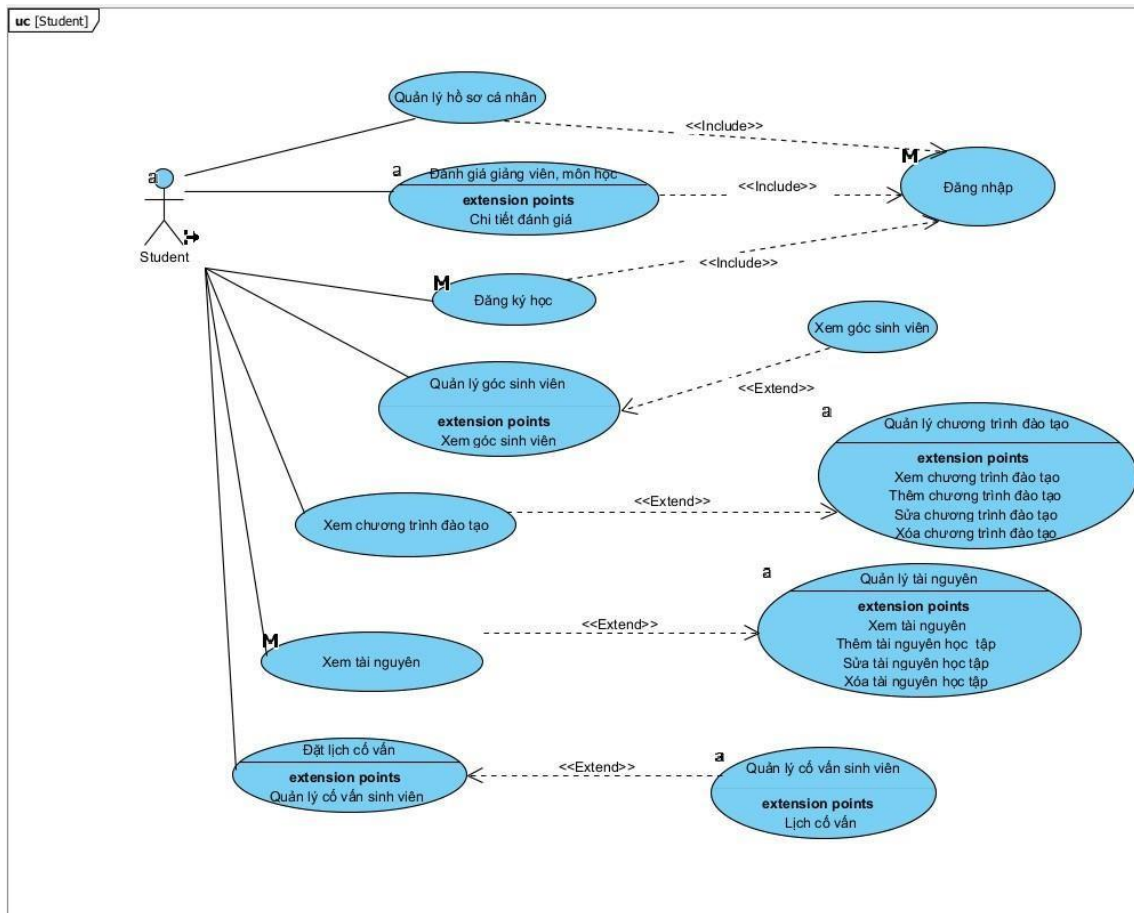 uc [Student]
Quản lý hồ sơ cá nhân
<<Include>>
M
Đăng nhập
a
Đánh giá giảng viên, môn học
extension points
Chi tiết đánh giá
<<Include>>
a
Student
<<Include>>
M
Đăng ký học
Xem góc sinh viên
<<Extend>>
Quản lý góc sinh viên
extension points
Xem góc sinh viên
a
Quản lý chương trình đào tạo
extension points
Xem chương trình đào tạo
Thêm chương trình đào tạo
Sửa chương trình đào tạo
Xóa chương trình đào tạo
<<Extend>>
Xem chương trình đào tạo
a
Quản lý tài nguyên
extension points
Xem tài nguyên
Thêm tài nguyên học tập
Sửa tài nguyên học tập
Xóa tài nguyên học tập
<<Extend>>
M
Xem tài nguyên
Đặt lịch cố vấn
extension points
Quản lý cố vấn sinh viên
<<Extend>>
a
Quản lý cố vấn sinh viên
extension points
Lịch cố vấn